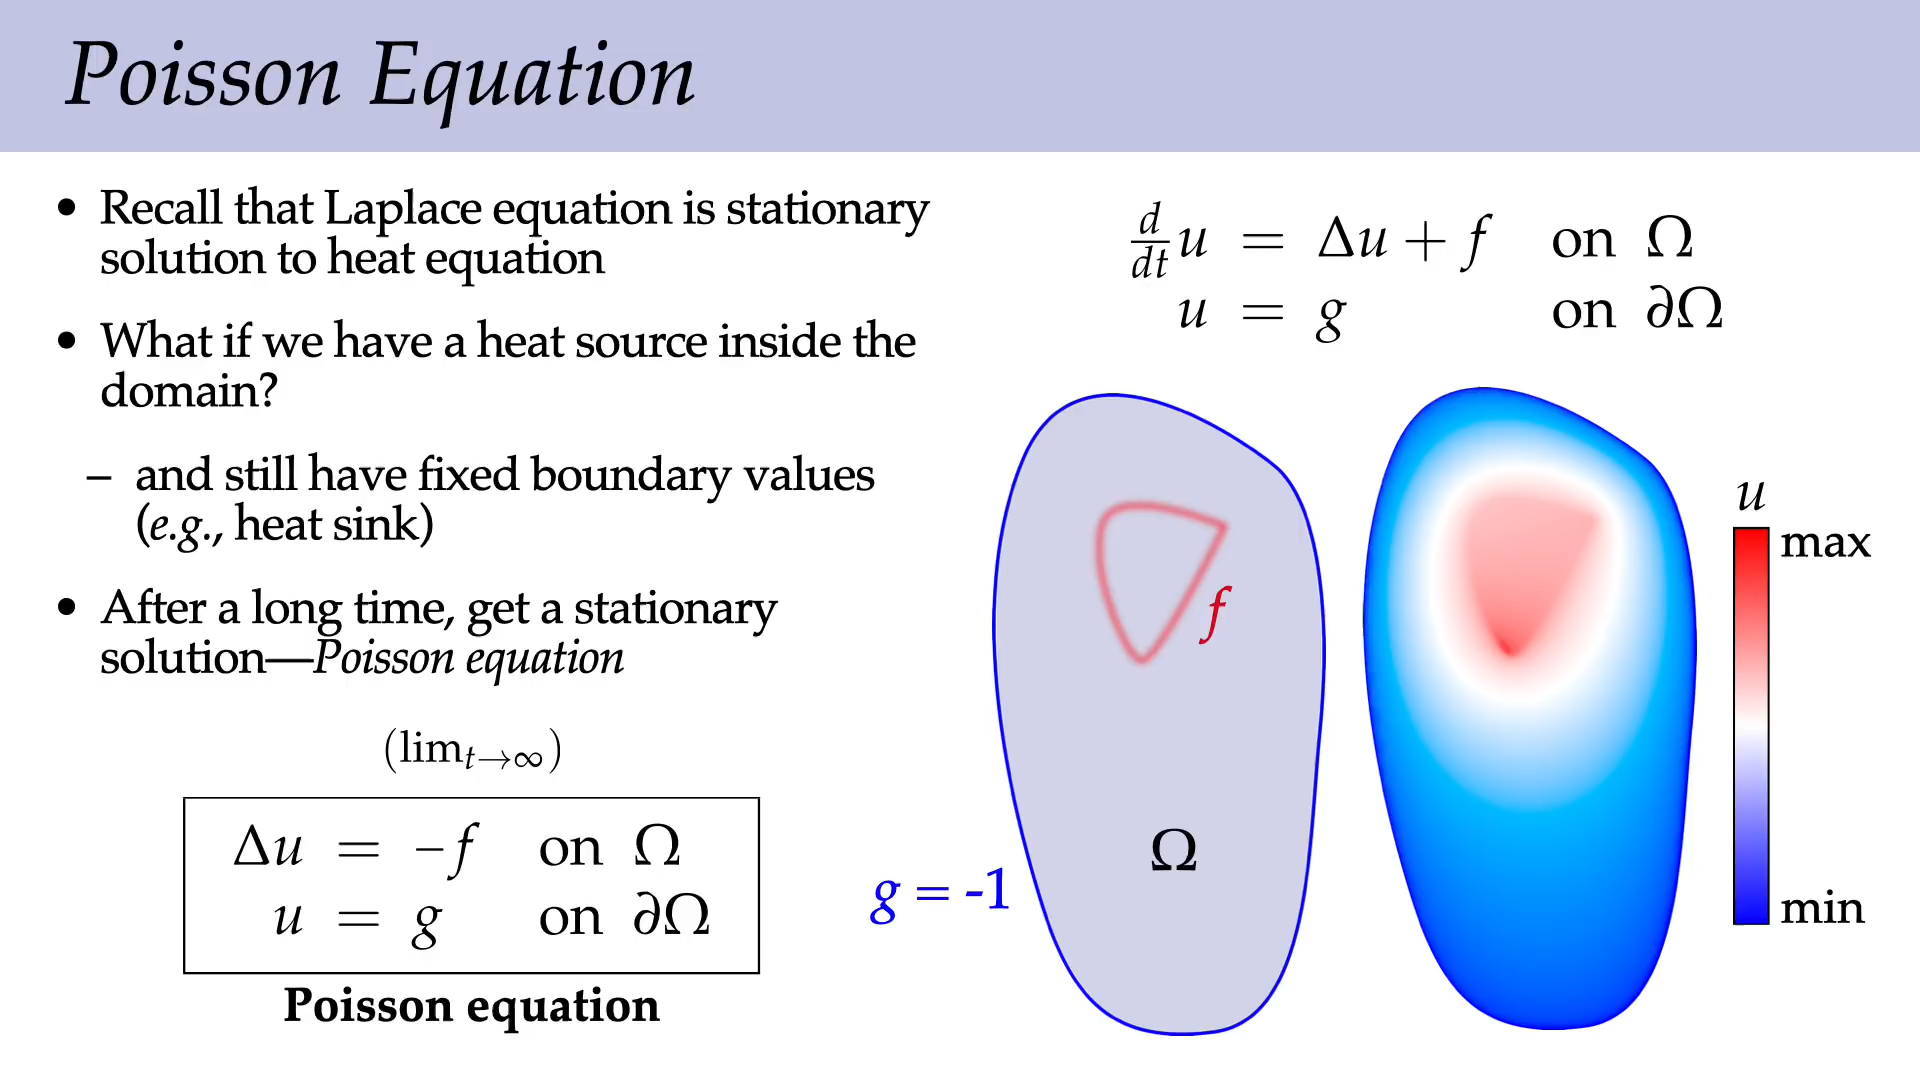 Poisson Equation
• Recall that Laplace equation is stationary
solution to heat equation
• What if we have a heat source inside the
domain?
– and still have fixed boundary values
(e.g., heat sink)
• After a long time, get a stationary
solution—Poisson equation
(lim_{t→∞})
Δu = −f on Ω
u = g on ∂Ω
Poisson equation
d/dt u = Δu + f on Ω
u = g on ∂Ω
f
Ω
g = -1
u
max
min